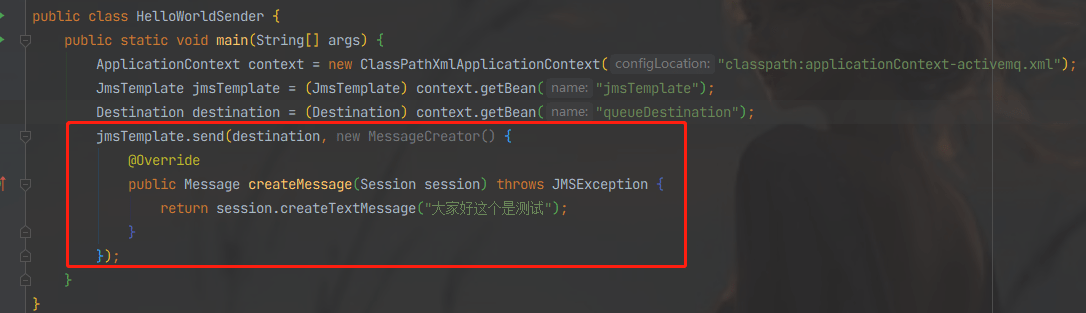 public class HelloWorldSender {
public static void main(String[] args) {
ApplicationContext context = new ClassPathXmlApplicationContext( configLocation: "classpath:applicationContext-activemq.xml");
JmsTemplate jmsTemplate = (JmsTemplate) context.getBean( name: "jmsTemplate");
Destination destination = (Destination) context.getBean( name: "queueDestination");
jmsTemplate.send(destination, new MessageCreator() {
@Override
public Message createMessage(Session session) throws JMSException {
return session.createTextMessage("大家好这个是测试");
}
});
}
}